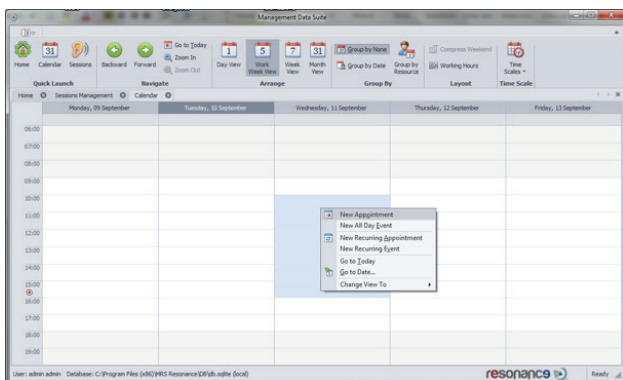 Management Data Suite
Home
Calendar
Sessions
Backward
Forward
Go to Today
Zoom In
Zoom Out
Day View
Work Week View
Week View
Month View
Group by None
Group by Date
Group by Resource
Compress Weekend
Working Hours
Time Scales
Quick Launch
Navigate
Arrange
Group By
Layout
Time Scale
Home
Sessions Management
Calendar
Monday, 09 September
Tuesday, 10 September
Wednesday, 11 September
Thursday, 12 September
Friday, 13 September
06:00
07:00
08:00
09:00
10:00
11:00
12:00
13:00
14:00
15:00
16:00
17:00
18:00
19:00
New Appointment
New All Day Event
New Recurring Appointment
New Recurring Event
Go to Today
Go to Date...
Change View To
User: admin admin Database: C:\Program Files (x86)\MRS Resonance\DB\db.sqlite (local)
resonance
Ready